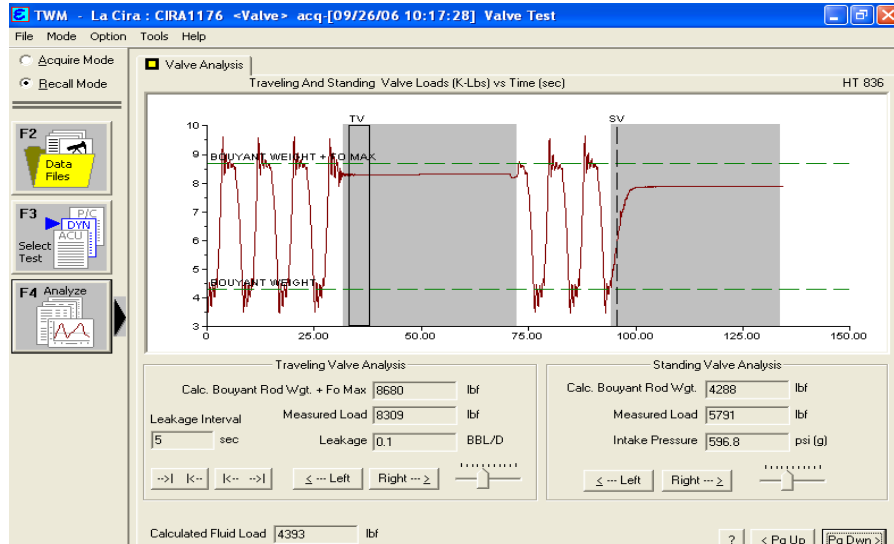 TWM - La Cira : CIRA1176 <Valve> acq-[09/26/06 10:17:28] Valve Test
File Mode Option Tools Help
Acquire Mode
Recall Mode
F2
Data
Files
F3
P/C
DYN
ACU
Select
Test
F4 Analyze
Valve Analysis
Traveling And Standing Valve Loads (K-Lbs) vs Time (sec) HT 836
TV SV
10
9
BOUYANT WEIGHT + FO MAX
8
7
6
5
BOUYANT WEIGHT
4
3
0 25.00 50.00 75.00 100.00 125.00 150.00
Traveling Valve Analysis
Calc. Bouyant Rod Wgt. + Fo Max 8680 lbf
Leakage Interval
Measured Load 8309 lbf
5 sec
Leakage 0.1 BBL/D
-->| |<-- |<-- -->| < --- Left Right --- >
Standing Valve Analysis
Calc. Bouyant Rod Wgt. 4288 lbf
Measured Load 5791 lbf
Intake Pressure 596.8 psi (g)
< --- Left Right --- >
Calculated Fluid Load 4393 lbf
? < Pg Up Pg Dwn >